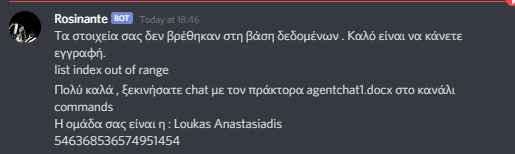 Rosinante BOT Today at 18:46
Τα στοιχεία σας δεν βρέθηκαν στη βάση δεδομένων . Καλό είναι να κάνετε
εγγραφή.
list index out of range
Πολύ καλά , ξεκινήσατε chat με τον πράκτορα agentchat1.docx στο κανάλι
commands
Η ομάδα σας είναι η : Loukas Anastasiadis
546368536574951454